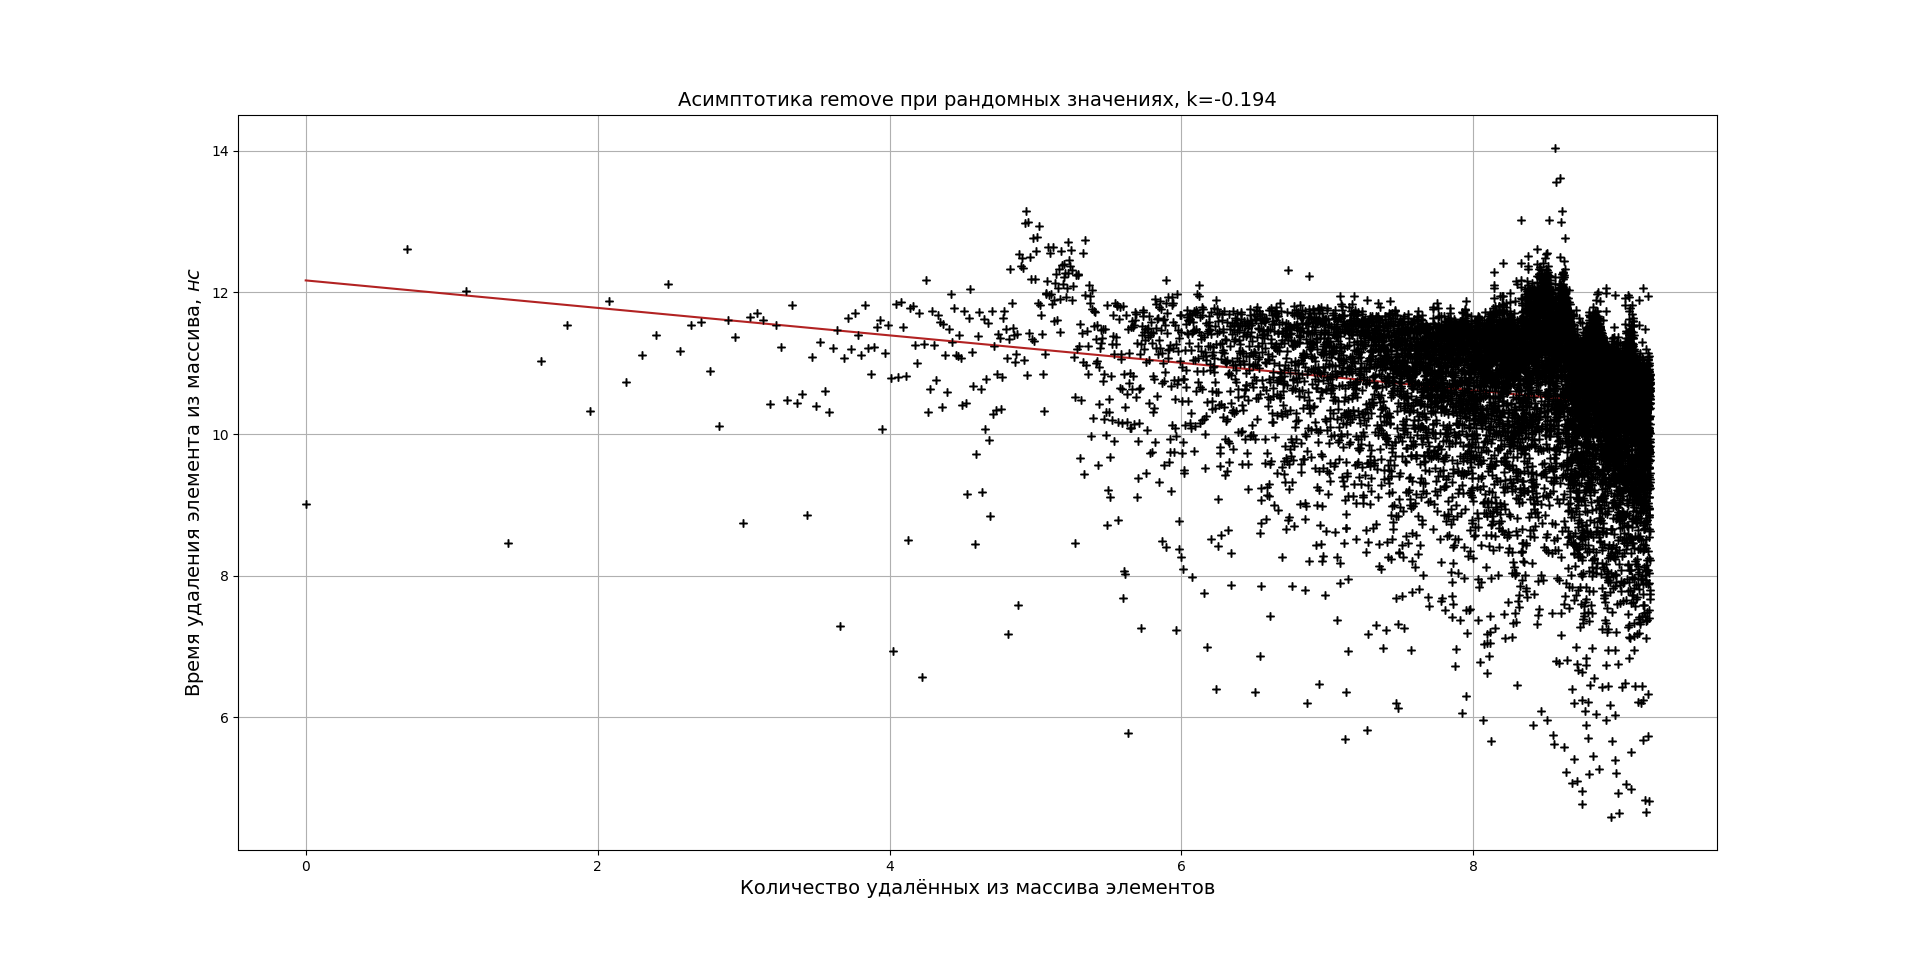 Асимптотика remove при рандомных значениях, k=-0.194
Время удаления элемента из массива, нс
14
12
10
8
6
0 2 4 6 8
Количество удалённых из массива элементов